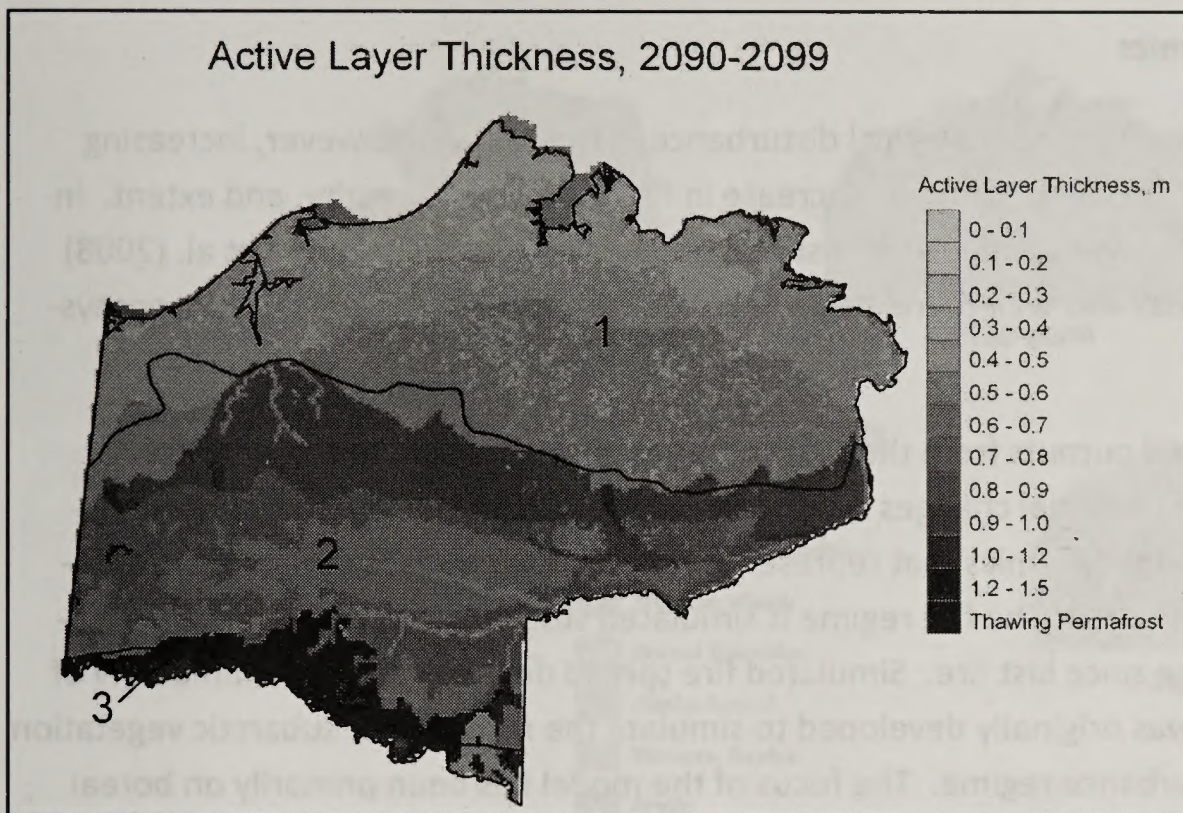 Active Layer Thickness, 2090-2099
Active Layer Thickness, m
0 - 0.1
0.1 - 0.2
0.2 - 0.3
0.3 - 0.4
0.4 - 0.5
0.5 - 0.6
0.6 - 0.7
0.7 - 0.8
0.8 - 0.9
0.9 - 1.0
1.0 - 1.2
1.2 - 1.5
Thawing Permafrost
1
2
3